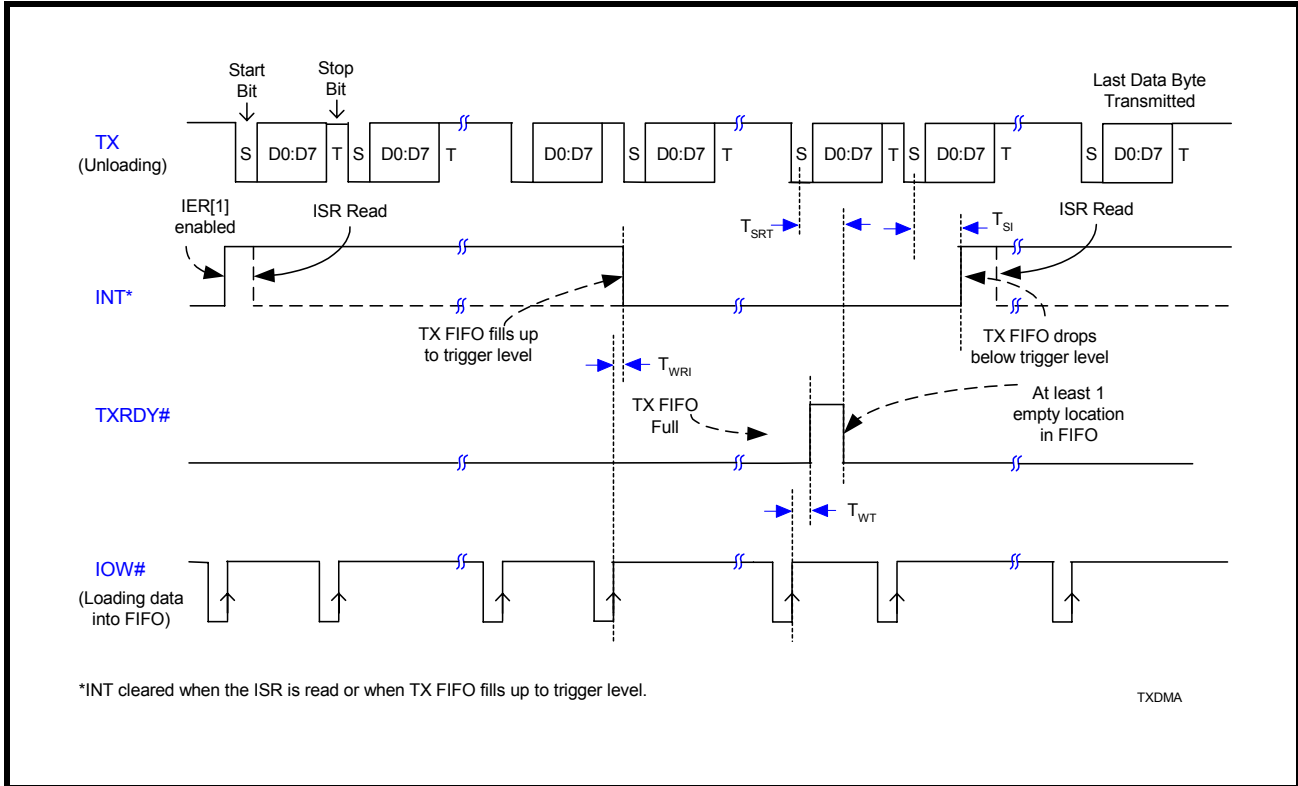 Start
Bit
Stop
Bit
Last Data Byte
Transmitted
TX
(Unloading)
S D0:D7 T S D0:D7 T D0:D7 S D0:D7 T S D0:D7 T S D0:D7 T S D0:D7 T
IER[1]
enabled
ISR Read
TSRT
TSI
ISR Read
INT*
TX FIFO fills up
to trigger level
TX FIFO drops
below trigger level
TWRI
TXRDY#
TX FIFO
Full
At least 1
empty location
in FIFO
TWT
IOW#
(Loading data
into FIFO)
*INT cleared when the ISR is read or when TX FIFO fills up to trigger level.
TXDMA